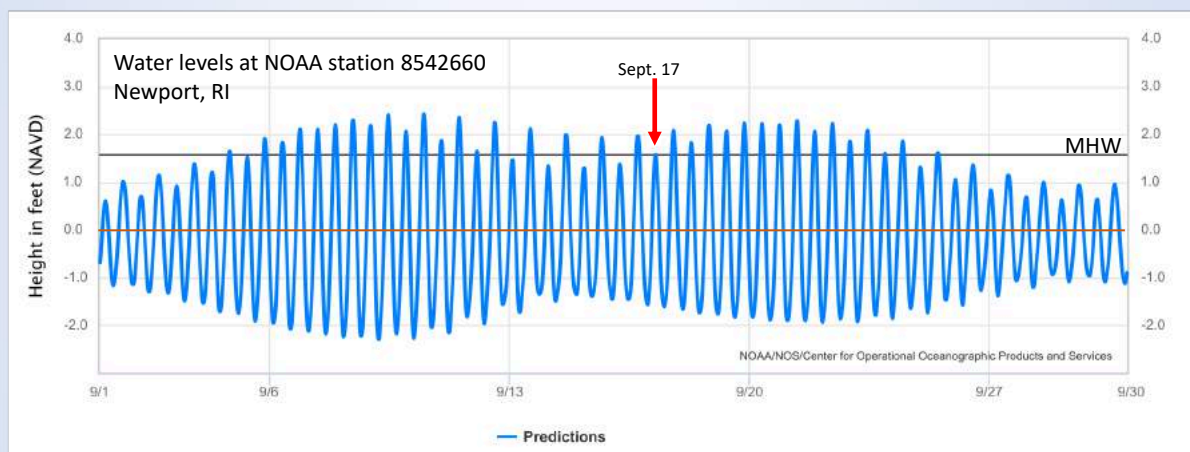 4.0
4.0
Water levels at NOAA station 8542660
Newport, RI
Sept. 17
3.0
3.0
2.0
2.0
MHW
1.0
1.0
0.0
0.0
-1.0
-1.0
-2.0
-2.0
Height in feet (NAVD)
NOAA/NOS/Center for Operational Oceanographic Products and Services
9/1
9/6
9/13
9/20
9/27
9/30
Predictions